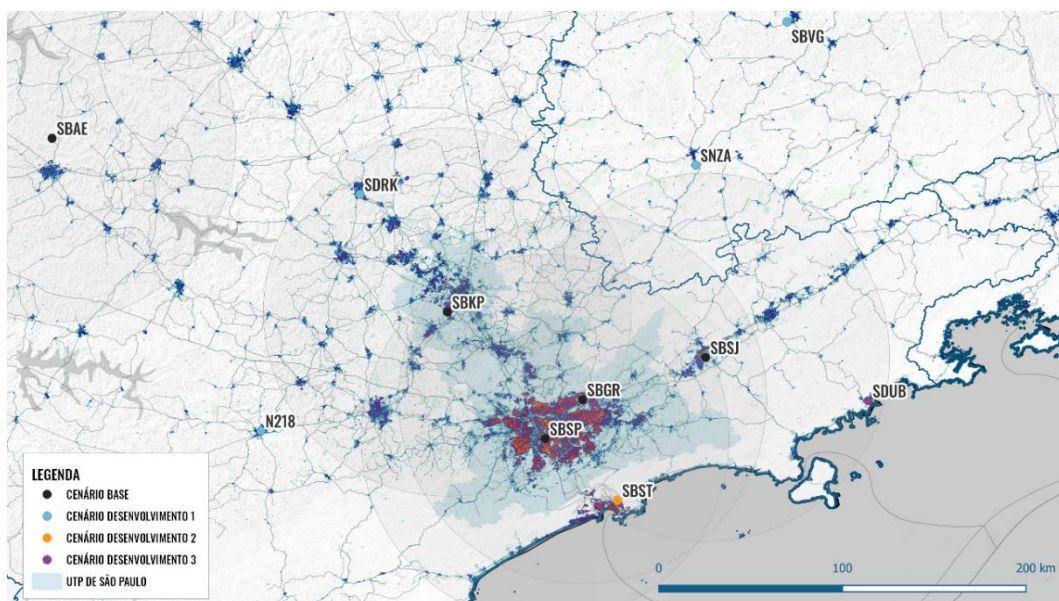 SBVG
SBAE
SNZA
SDRK
SBKP
SBSJ
SBGR
SDUB
N218
SBSP
SBST
LEGENDA
CENÁRIO BASE
CENÁRIO DESENVOLVIMENTO 1
CENÁRIO DESENVOLVIMENTO 2
CENÁRIO DESENVOLVIMENTO 3
UTP DE SÃO PAULO
0 100 200 km